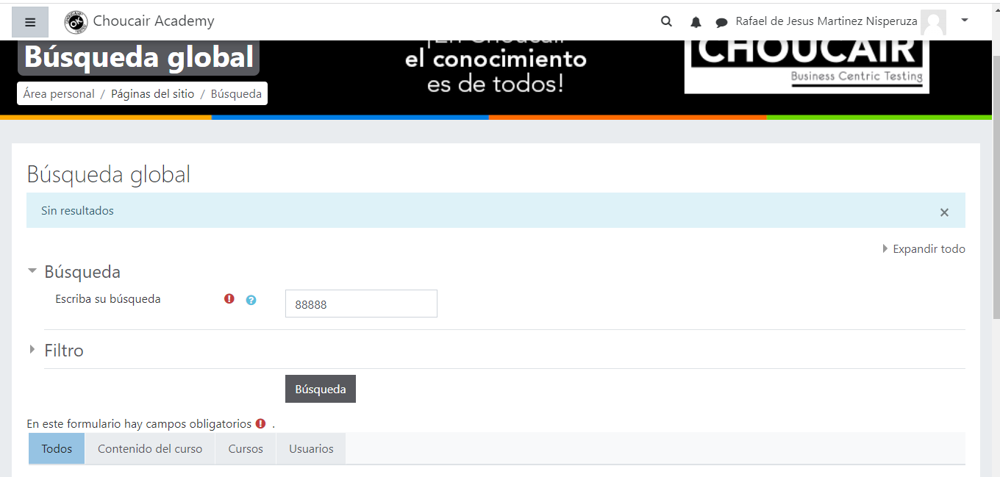 Choucair Academy
Rafael de Jesus Martinez Nisperuza
Búsqueda global
¡En Choucair
el conocimiento
es de todos!
CHOUCAIR
Business Centric Testing
Área personal / Páginas del sitio / Búsqueda
Búsqueda global
Sin resultados
×
Expandir todo
Búsqueda
Escriba su búsqueda
88888
Filtro
Búsqueda
En este formulario hay campos obligatorios .
Todos Contenido del curso Cursos Usuarios